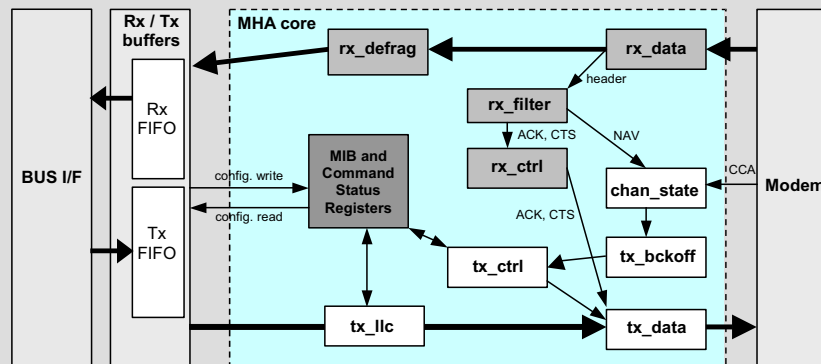 Rx / Tx
buffers
MHA core
rx_defrag
rx_data
header
Rx
FIFO
rx_filter
ACK, CTS
NAV
MIB and
Command
Status
Registers
rx_ctrl
CCA
BUS I/F
config. write
chan_state
Modem
config. read
ACK, CTS
Tx
FIFO
tx_ctrl
tx_bckoff
tx_llc
tx_data